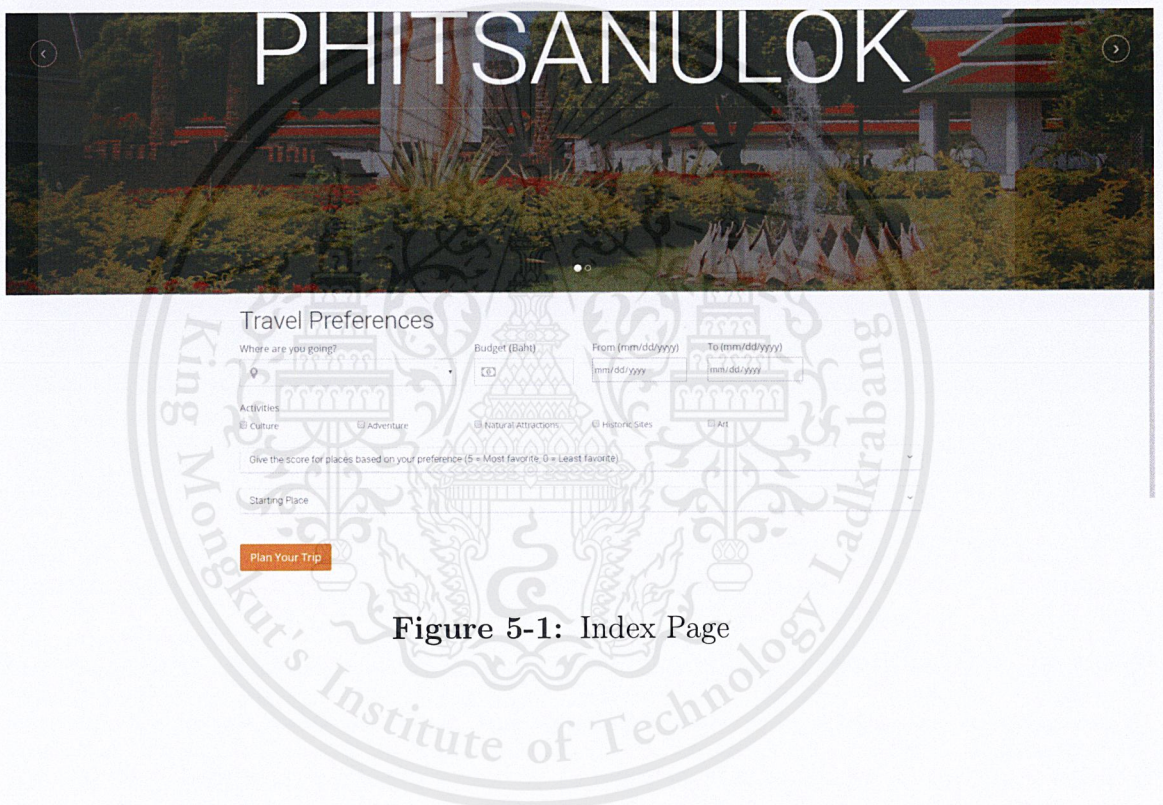 PHITSANULOK
Travel Preferences
Where are you going? Budget (Baht) From (mm/dd/yyyy) To (mm/dd/yyyy)
mm/dd/yyyy mm/dd/yyyy
Activities
Culture Adventure Natural Attractions Historic Sites Art
Give the score for places based on your preference (5 = Most favorite, 0 = Least favorite)
Starting Place
Plan Your Trip
Figure 5-1: Index Page
King Mongkut's Institute of Technology Ladkrabang